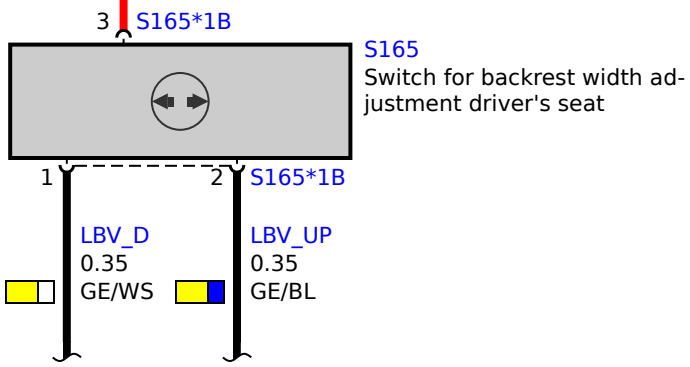 3 S165*1B
S165
Switch for backrest width ad-
justment driver's seat
1 2 S165*1B
LBV_D LBV_UP
0.35 0.35
GE/WS GE/BL